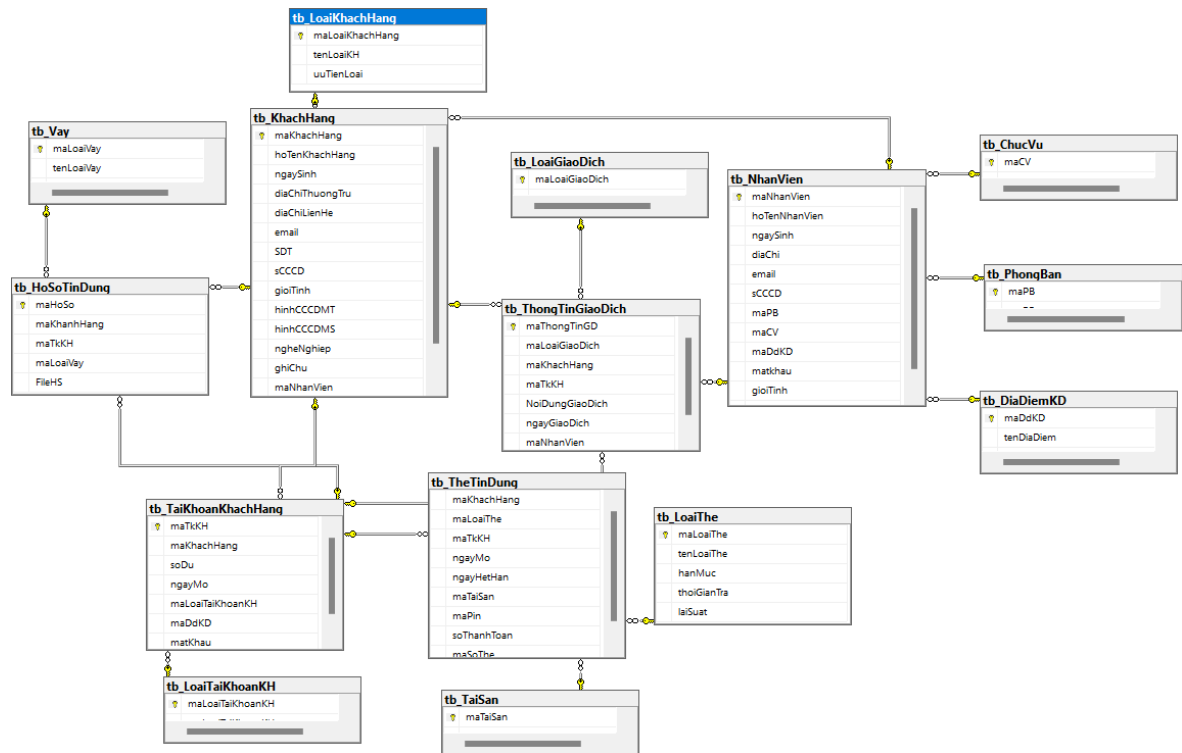 tb_LoaiKhachHang
maLoaiKhachHang
tenLoaiKH
uuTienLoai
tb_KhachHang
maKhachHang
hoTenKhachHang
ngaySinh
diaChiThuongTru
diaChiLienHe
email
SDT
sCCCD
gioiTinh
hinhCCCDMT
hinhCCCDMS
ngheNghiep
ghiChu
maNhanVien
tb_Vay
maLoaiVay
tenLoaiVay
tb_LoaiGiaoDich
maLoaiGiaoDich
tb_NhanVien
maNhanVien
hoTenNhanVien
ngaySinh
diaChi
email
sCCCD
maPB
maCV
maDdKD
matkhau
gioiTinh
tb_ChucVu
maCV
tb_PhongBan
maPB
tb_DiaDiemKD
maDdKD
tenDiaDiem
tb_HoSoTinDung
maHoSo
maKhanhHang
maTkKH
maLoaiVay
FileHS
tb_ThongTinGiaoDich
maThongTinGD
maLoaiGiaoDich
maKhachHang
maTkKH
NoiDungGiaoDich
ngayGiaoDich
maNhanVien
tb_TaiKhoanKhachHang
maTkKH
maKhachHang
soDu
ngayMo
maLoaiTaiKhoanKH
maDdKD
matKhau
tb_TheTinDung
maKhachHang
maLoaiThe
maTkKH
ngayMo
ngayHetHan
maTaiSan
maPin
soThanhToan
maSoThe
tb_LoaiThe
maLoaiThe
tenLoaiThe
hanMuc
thoiGianTra
laiSuat
tb_LoaiTaiKhoanKH
maLoaiTaiKhoanKH
tb_TaiSan
maTaiSan